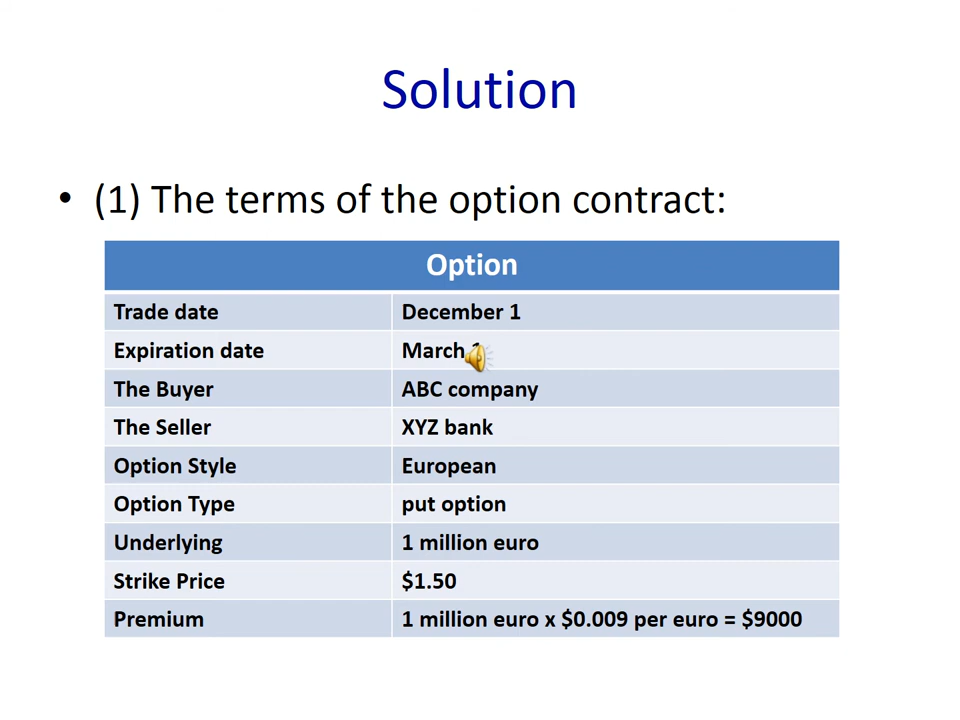 Solution
• (1) The terms of the option contract:
Option
Trade date December 1
Expiration date March
The Buyer ABC company
The Seller XYZ bank
Option Style European
Option Type put option
Underlying 1 million euro
Strike Price $1.50
Premium 1 million euro x $0.009 per euro = $9000